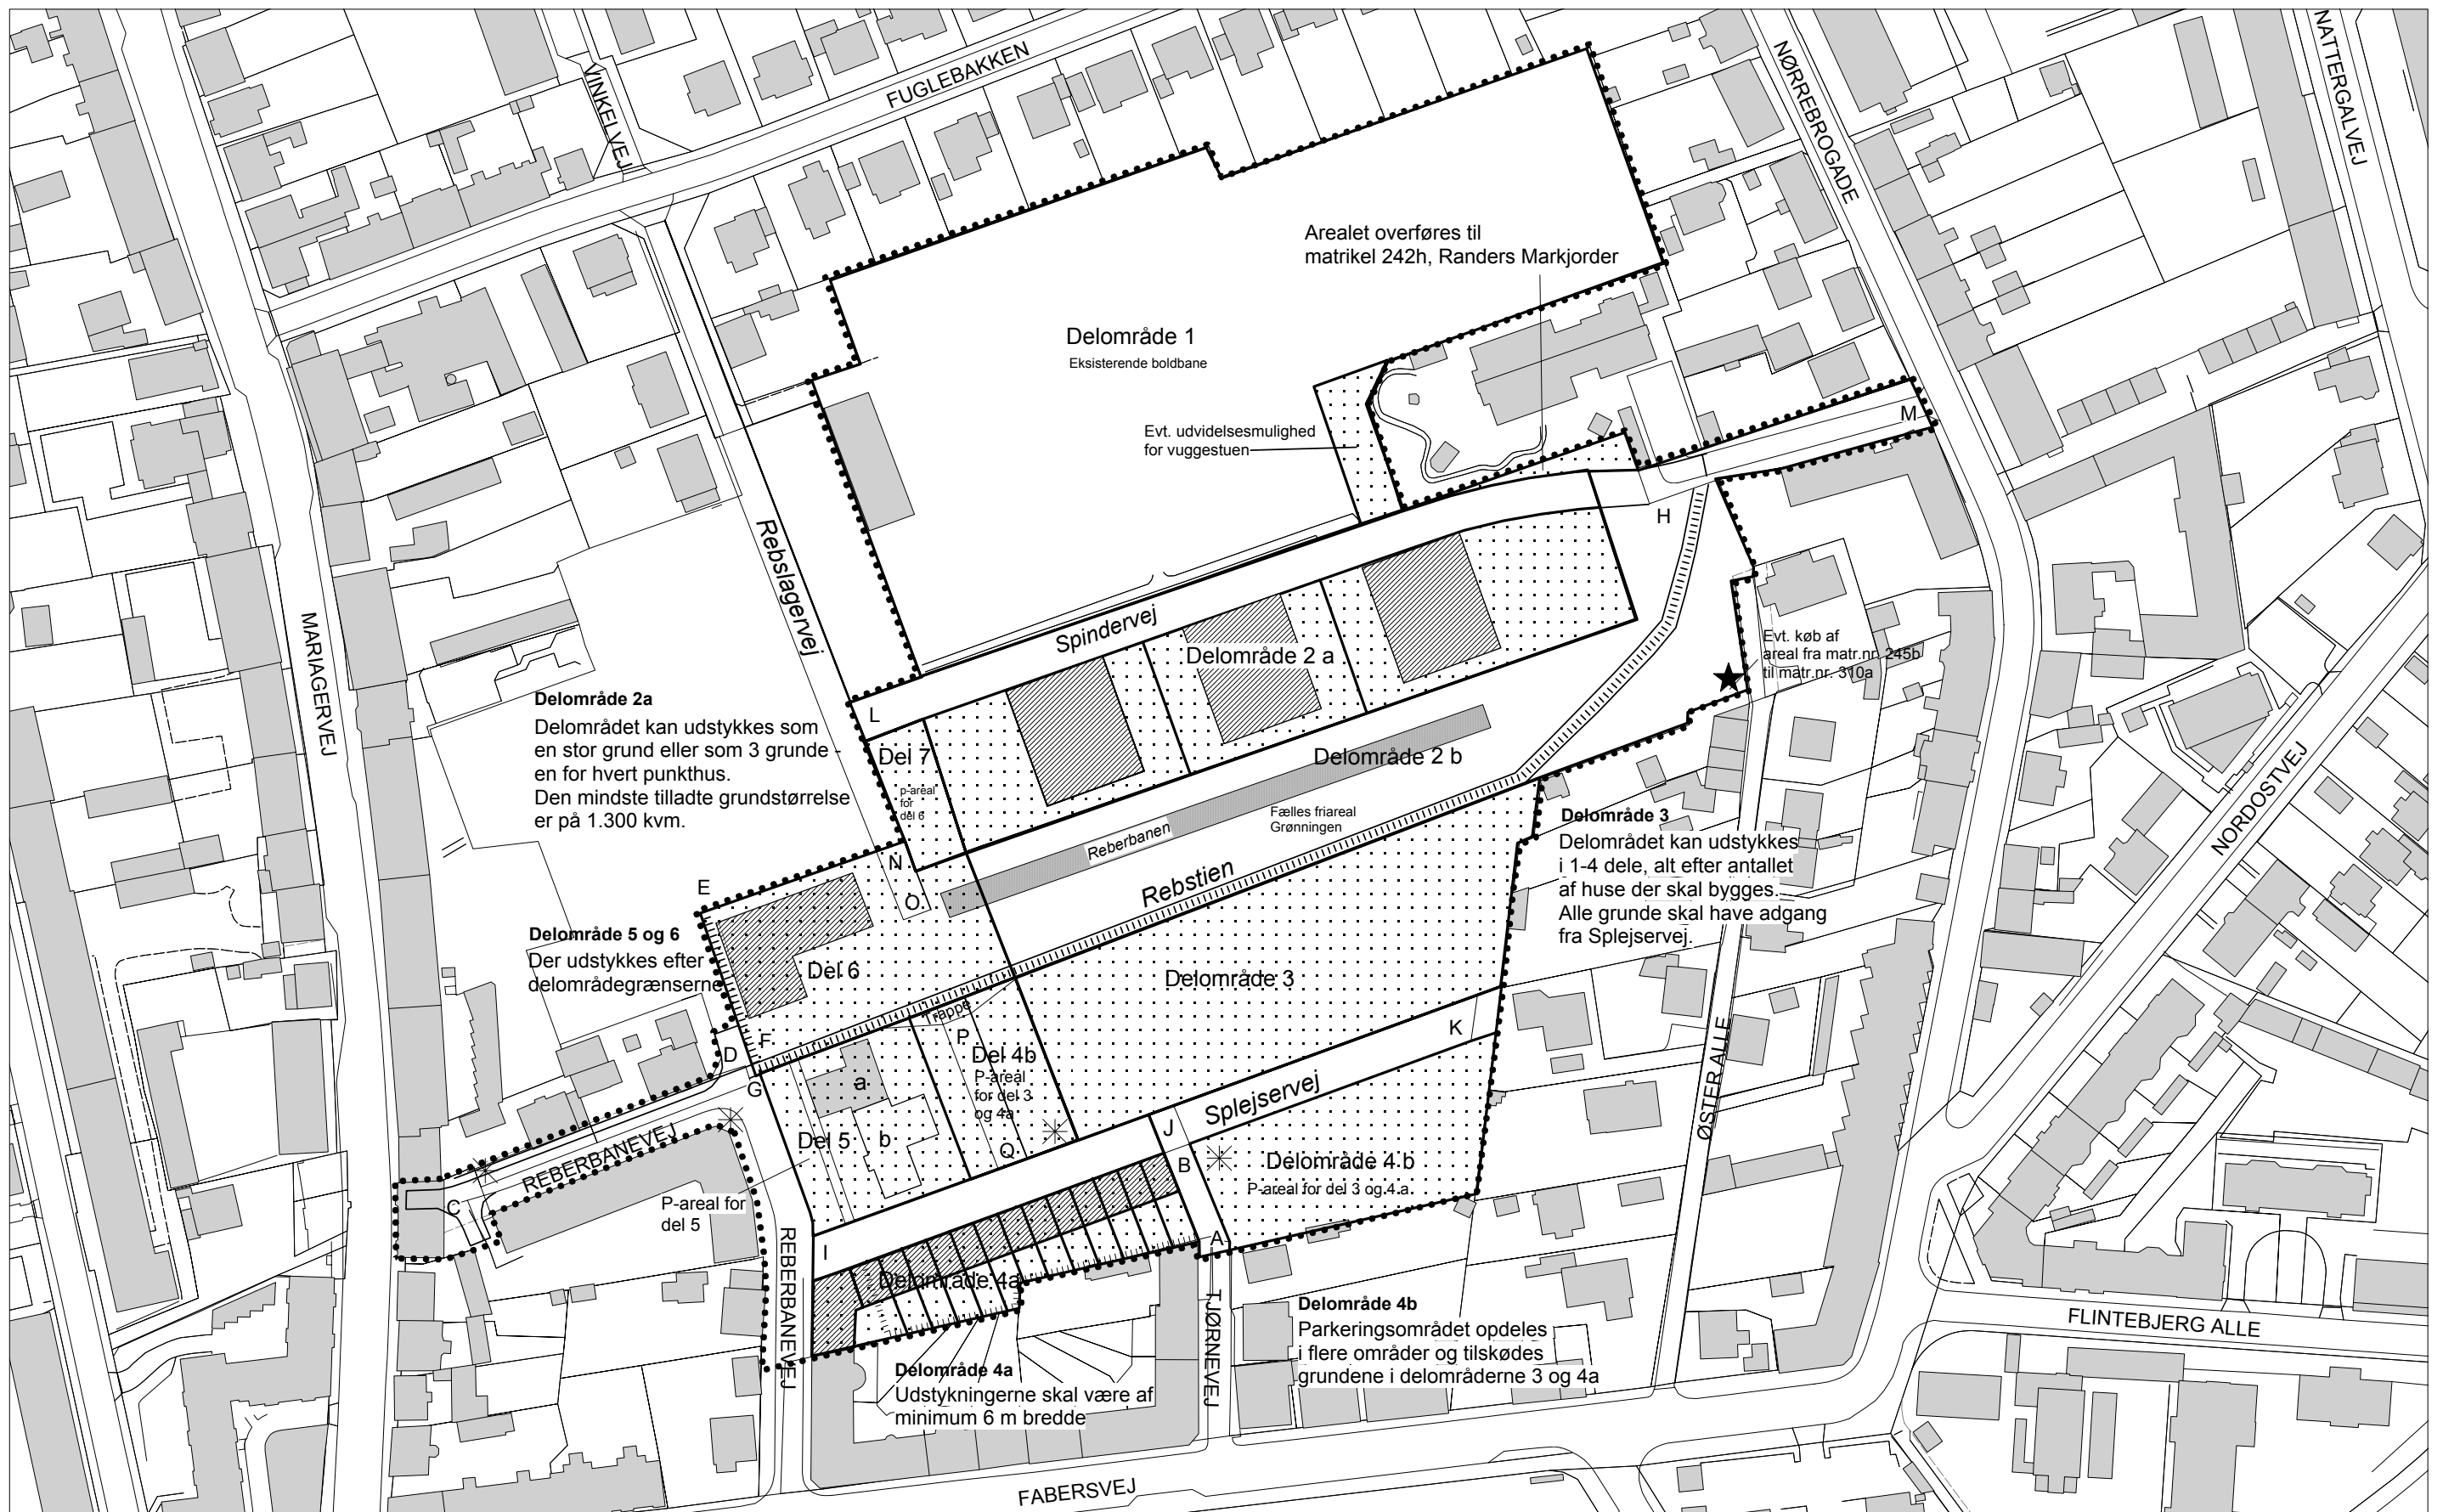 VINKELVEJ
FUGLEBAKKEN
NØRREBROGADE
NATTERGALVEJ
Arealet overføres til
matrikel 242h, Randers Markjorder
Delområde 1
Eksisterende boldbane
Evt. udvidelsesmulighed
for vuggestuen
M
H
Rebslagervej
Spindervej
MARIAGERVEJ
Delområde 2 a
Evt. køb af
areal fra matr.nr. 245b
til matr.nr. 310a
Delområde 2a
Delområdet kan udstykkes som
en stor grund eller som 3 grunde -
en for hvert punkthus.
Den mindste tilladte grundstørrelse
er på 1.300 kvm.
L
Del 7
p-areal
for
del 6
Delområde 2 b
Fælles friareal
Grønningen
Reberbanen
Rebstien
NORDOSTVEJ
Delområde 3
Delområdet kan udstykkes
i 1-4 dele, alt efter antallet
af huse der skal bygges.
Alle grunde skal have adgang
fra Splejservej.
N
E
O
Delområde 5 og 6
Der udstykkes efter
delområdegrænserne
Del 6
Delområde 3
Trappe
K
F
D
G
P
Del 4b
P-areal
for del 3
og 4a
a
b
Del 5
Q
Splejservej
J
B
Delområde 4 b
P-areal for del 3 og 4 a
ØSTER ALLE
REBERBANEVEJ
C
P-areal for
del 5
I
A
REBERBANEVEJ
Delområde 4a
TJØRNEVEJ
Delområde 4b
Parkeringsområdet opdeles
i flere områder og tilskødes
grundene i delområderne 3 og 4a
FLINTEBJERG ALLE
Delområde 4a
Udstykningerne skal være af
minimum 6 m bredde
FABERSVEJ